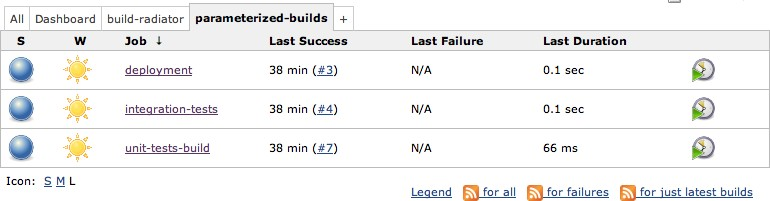 All Dashboard build-radiator parameterized-builds +
S W Job ↓ Last Success Last Failure Last Duration
deployment 38 min (#3) N/A 0.1 sec
integration-tests 38 min (#4) N/A 0.1 sec
unit-tests-build 38 min (#7) N/A 66 ms
Icon: S M L
Legend for all for failures for just latest builds